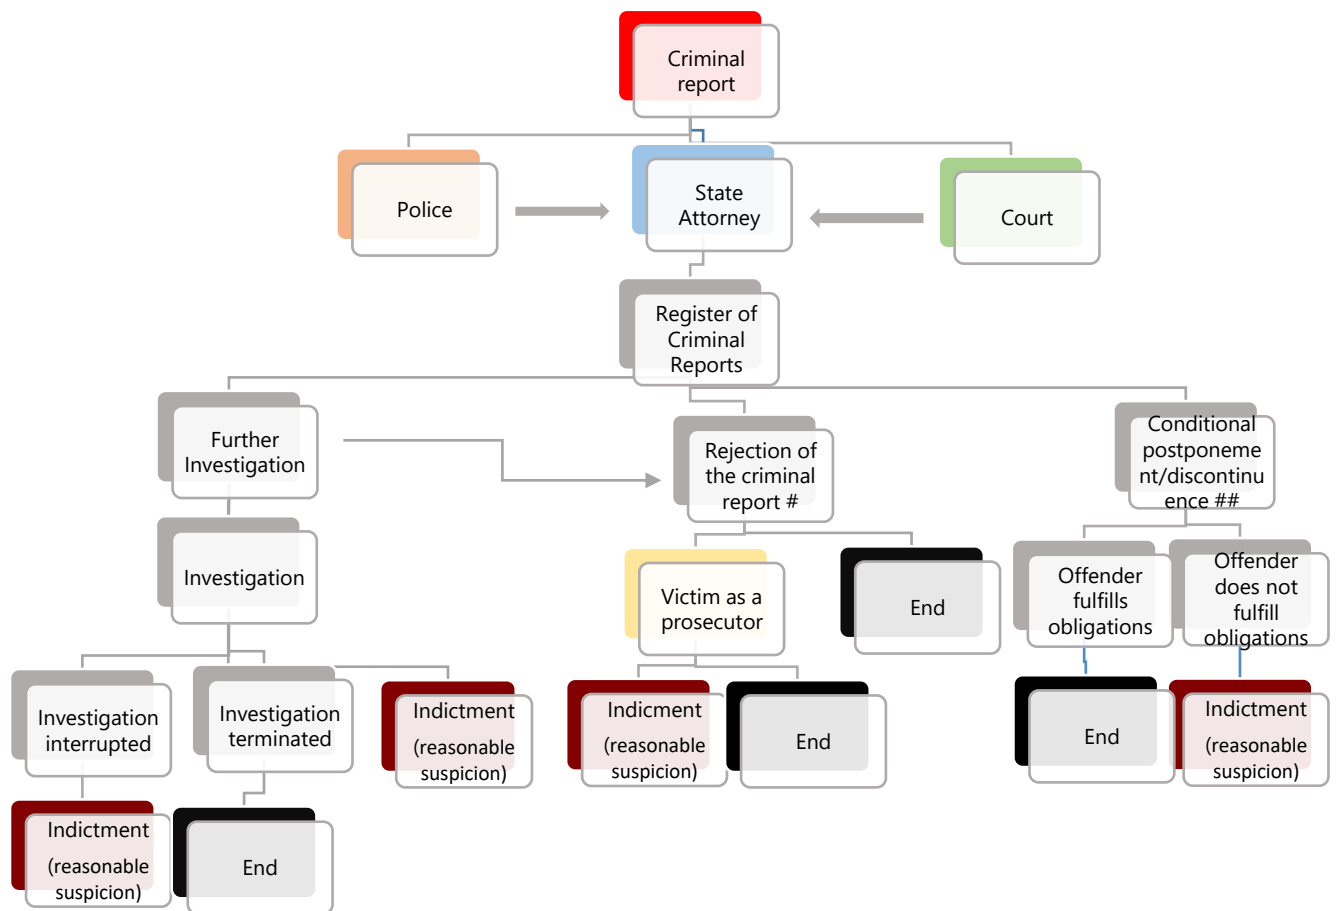 Criminal
report
Police
State
Attorney
Court
Register of
Criminal
Reports
Further
Investigation
Rejection of
the criminal
report #
Conditional
postponeme
nt/discontinu
ence ##
Investigation
Victim as a
prosecutor
End
Offender
fulfills
obligations
Offender
does not
fulfill
obligations
Investigation
interrupted
Investigation
terminated
Indictment
(reasonable
suspicion)
Indicment
(reasonable
suspicion)
End
End
Indictment
(reasonable
suspicion)
Indictment
(reasonable
suspicion)
End